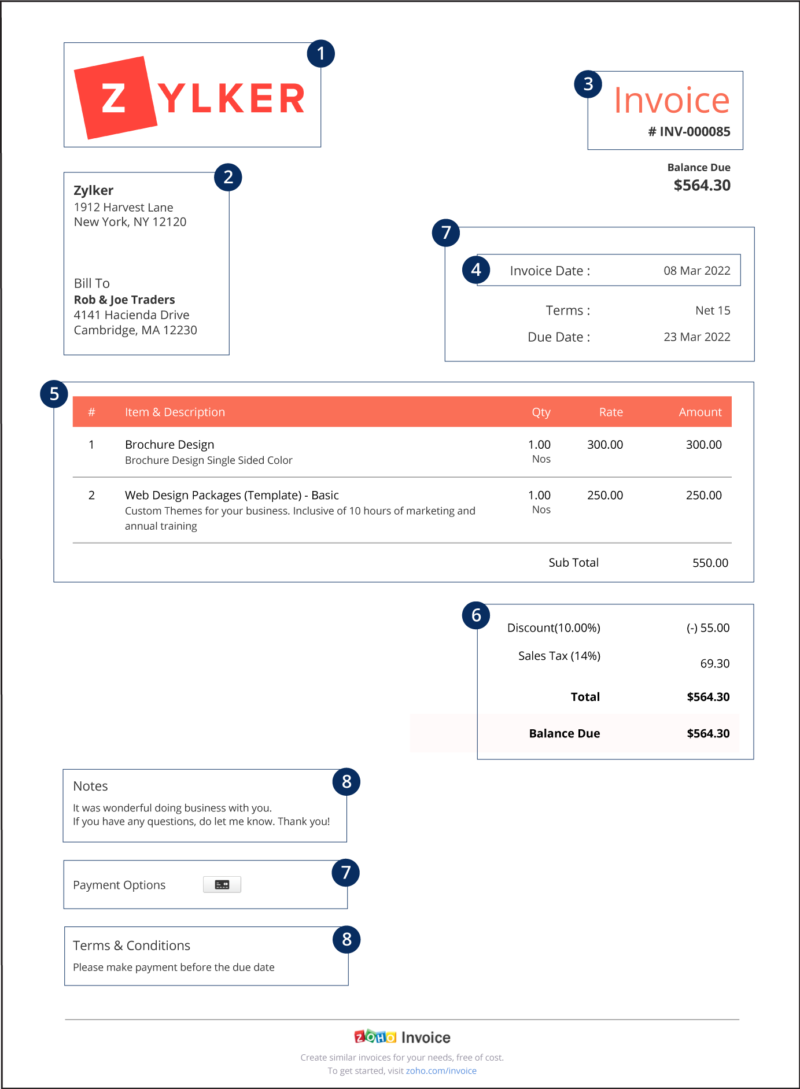 1
Z YLKER
3
Invoice
# INV-000085
Balance Due
$564.30
2
Zylker
1912 Harvest Lane
New York, NY 12120
Bill To
Rob & Joe Traders
4141 Hacienda Drive
Cambridge, MA 12230
7
4 Invoice Date : 08 Mar 2022
Terms : Net 15
Due Date : 23 Mar 2022
5
# Item & Description Qty Rate Amount
1 Brochure Design 1.00 300.00 300.00
Brochure Design Single Sided Color Nos
2 Web Design Packages (Template) - Basic 1.00 250.00 250.00
Custom Themes for your business. Inclusive of 10 hours of marketing and Nos
annual training
Sub Total 550.00
6
Discount(10.00%) (-) 55.00
Sales Tax (14%) 69.30
Total $564.30
Balance Due $564.30
8
Notes
It was wonderful doing business with you.
If you have any questions, do let me know. Thank you!
7
Payment Options
8
Terms & Conditions
Please make payment before the due date
ZOHO Invoice
Create similar invoices for your needs, free of cost.
To get started, visit zoho.com/invoice